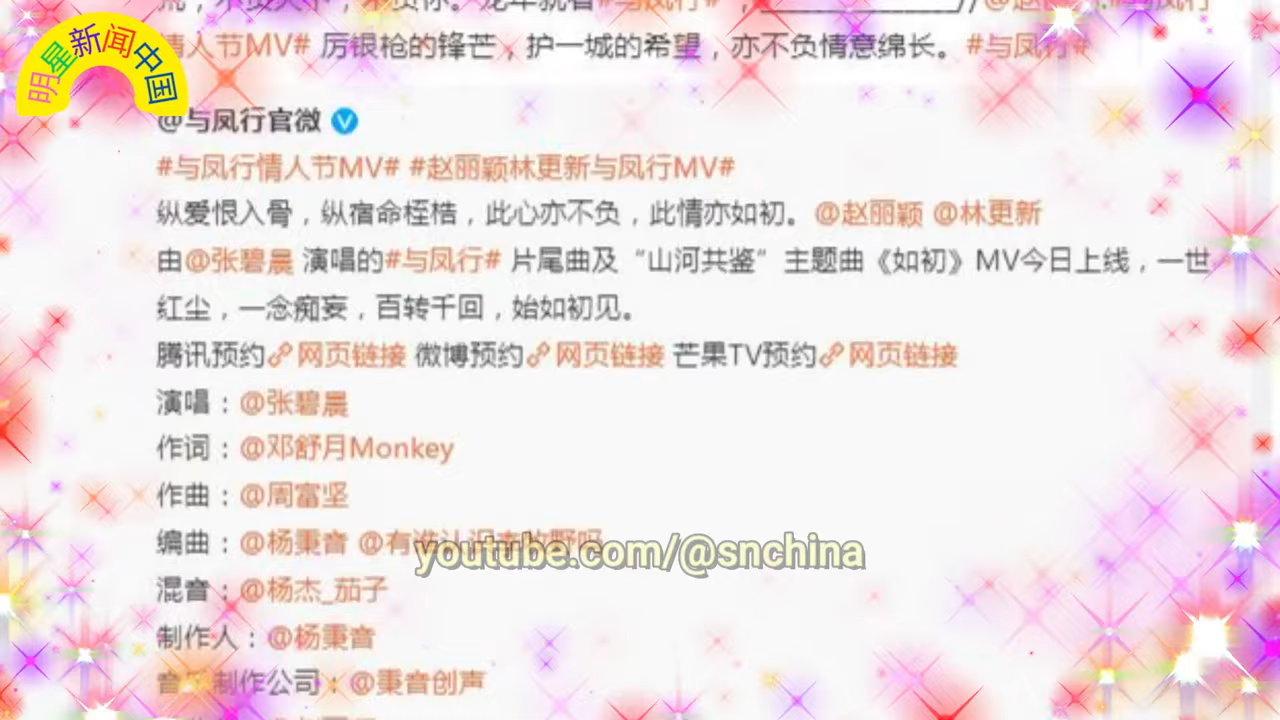 情人节MV# 厉银枪的锋芒，护一城的希望，亦不负情意绵长。#与凤行#
明星新闻中国
@与凤行官微
#与凤行情人节MV# #赵丽颖林更新与凤行MV#
纵爱恨入骨，纵宿命桎梏，此心亦不负，此情亦如初。@赵丽颖 @林更新
由@张碧晨 演唱的#与凤行# 片尾曲及“山河共鉴”主题曲《如初》MV今日上线，一世
红尘，一念痴妄，百转千回，始如初见。
腾讯预约 网页链接 微博预约 网页链接 芒果TV预约 网页链接
演唱：@张碧晨
作词：@邓舒月Monkey
作曲：@周富坚
编曲：@杨秉音
youtube.com/@snchina
混音：@杨杰_茄子
制作人：@杨秉音
音乐制作公司：@秉音创声